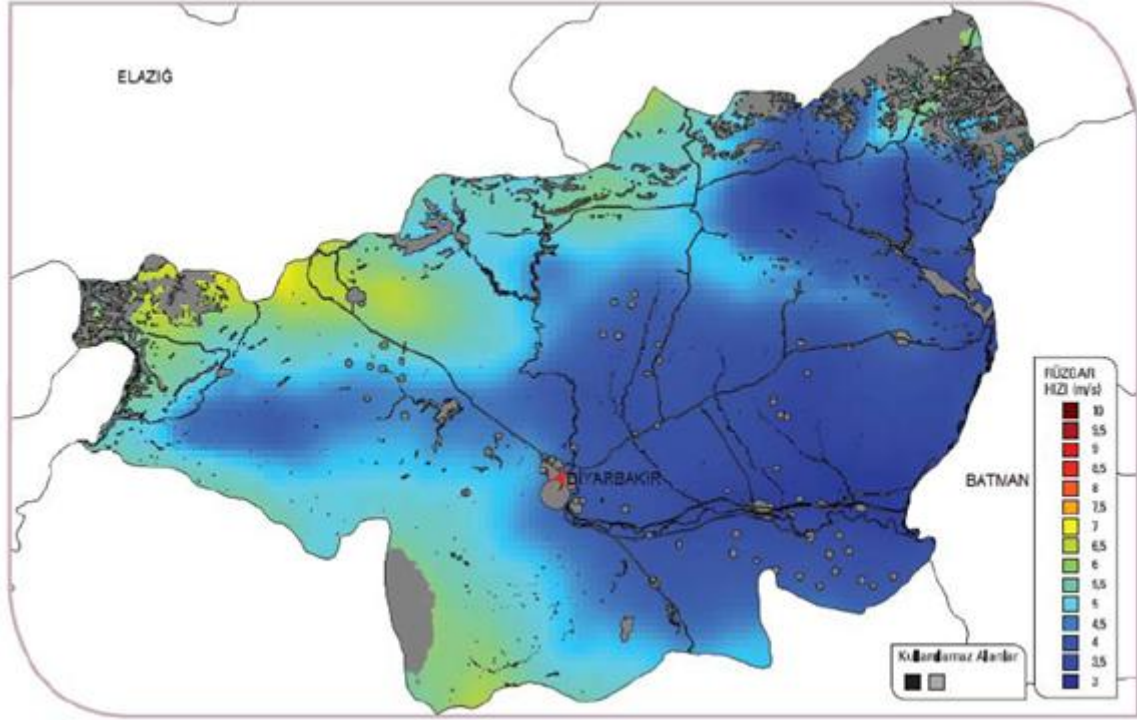 ELAZIĞ
DİYARBAKIR
BATMAN
RÜZGAR
HIZI (m/s)
10
9,5
9
8,5
8
7,5
7
6,5
6
5,5
5
4,5
4
3,5
3
Kullanılamaz Alanlar